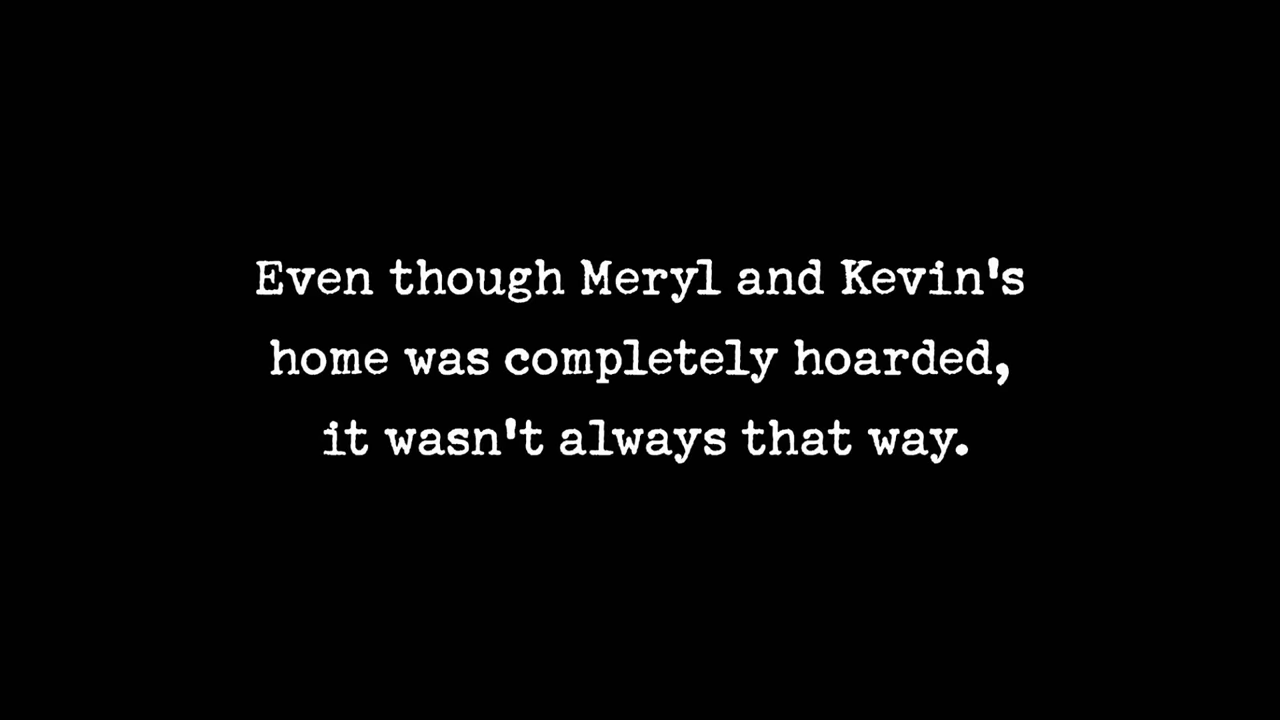 Even though Meryl and Kevin's
home was completely hoarded,
it wasn't always that way.